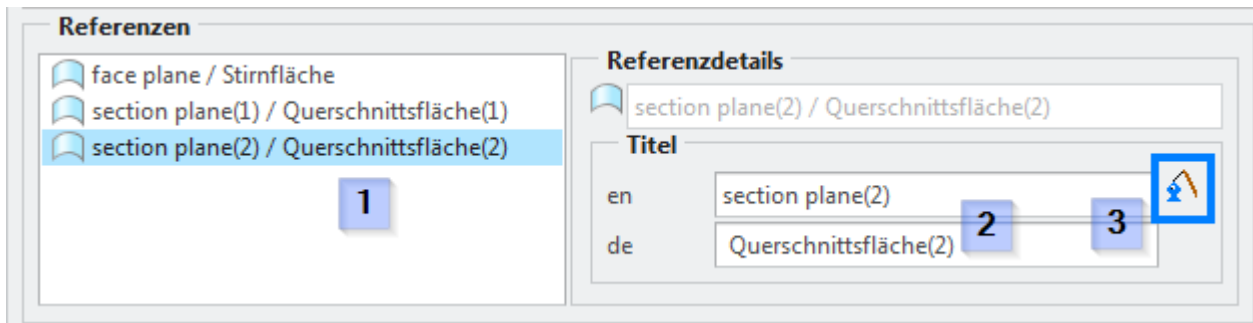 Referenzen
face plane / Stirnfläche
section plane(1) / Querschnittsfläche(1)
section plane(2) / Querschnittsfläche(2)
1
Referenzdetails
section plane(2) / Querschnittsfläche(2)
Titel
en section plane(2)
de Querschnittsfläche(2)
2
3